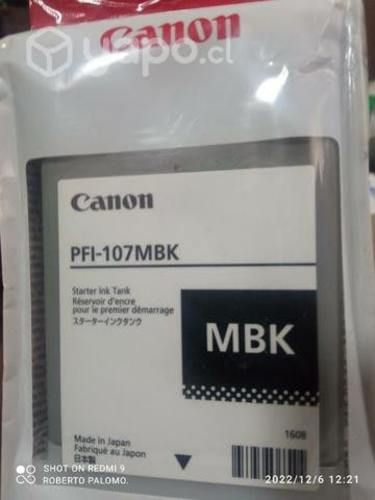 yapo.cl
Canon
Canon
PFI-107MBK
Starter Ink Tank
Réservoir d'encre
pour le premier démarrage
スターターインクタンク
MBK
Made in Japan
Fabriqué au Japon
日本製
1608
SHOT ON REDMI 9
ROBERTO PALOMO.
2022/12/6 12:21